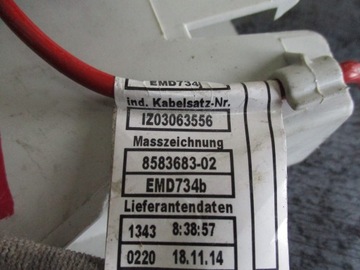 EMD734
ind. Kabelsatz-Nr.
IZ03063556
Masszeichnung
8583683-02
EMD734b
Lieferantendaten
1343 8:38:57
0220 18.11.14